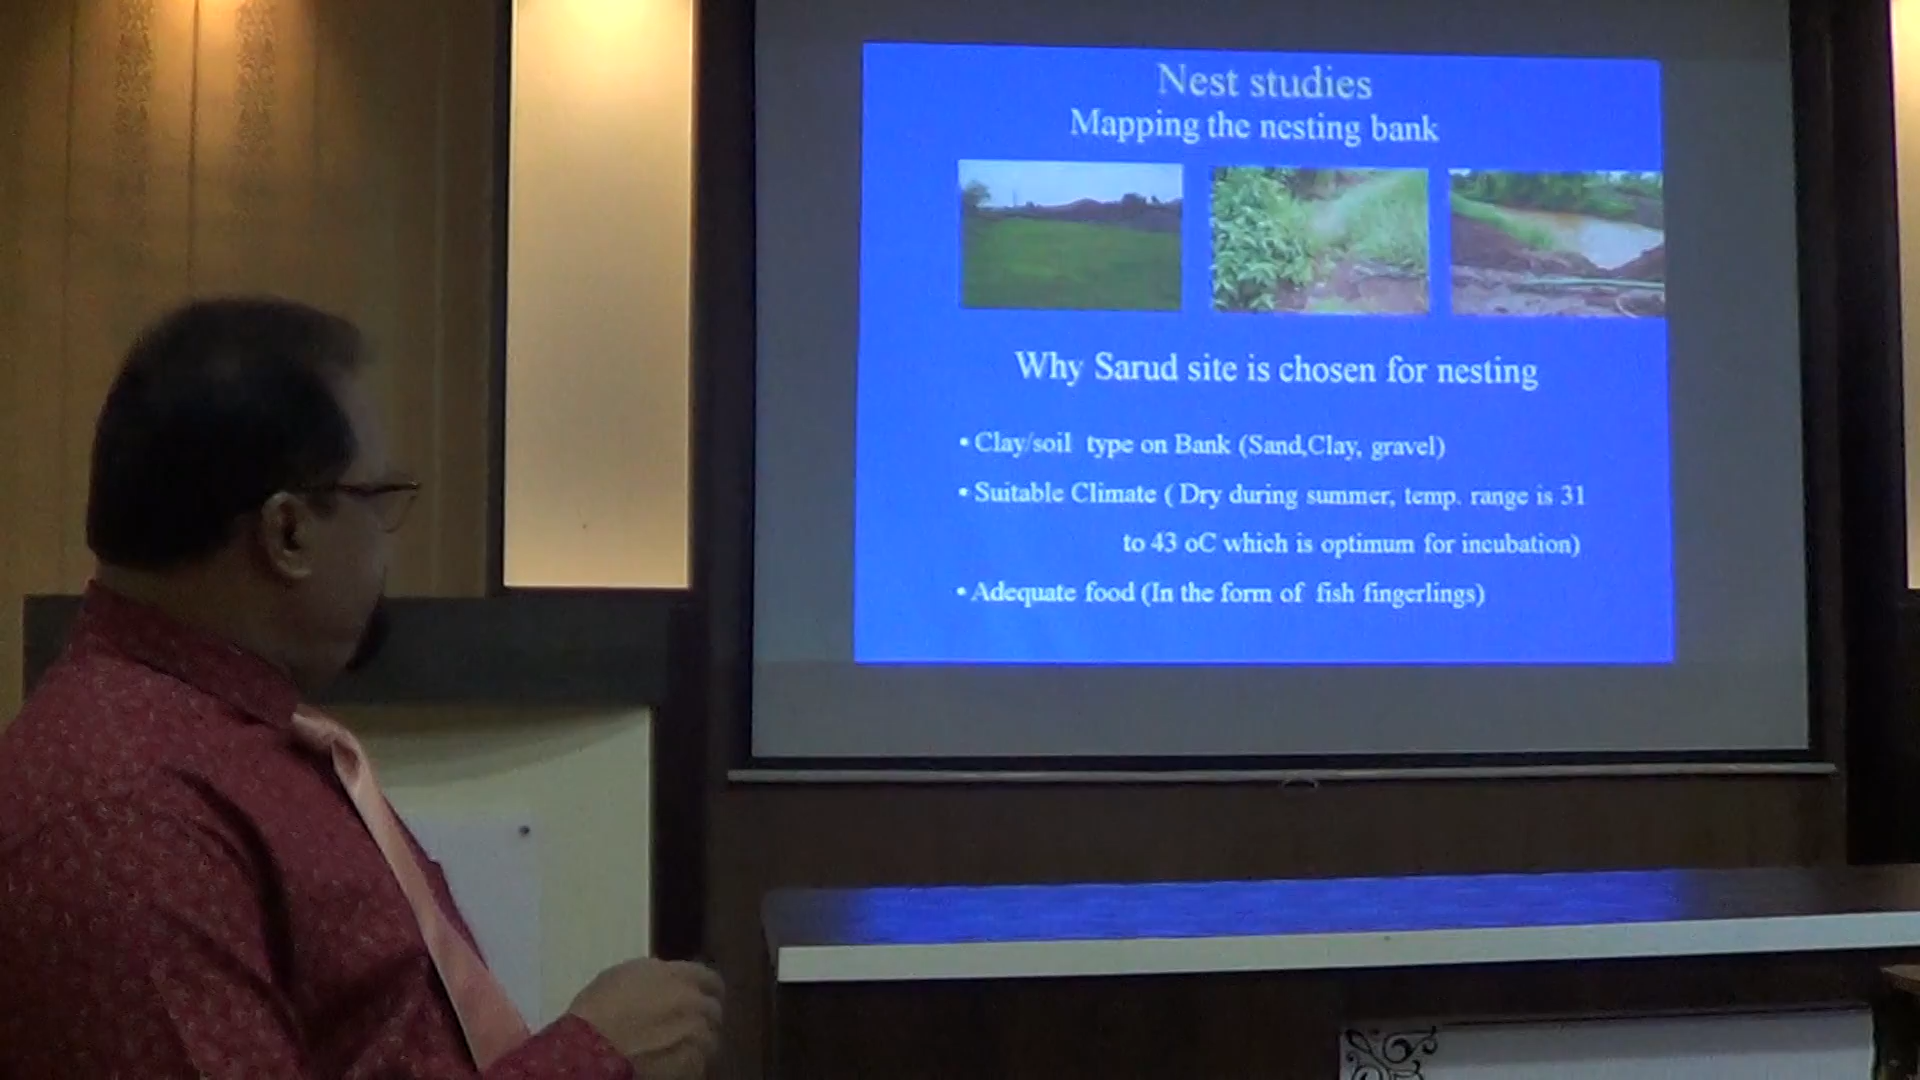 Nest studies
Mapping the nesting bank
Why Sarud site is chosen for nesting
• Clay/soil type on Bank (Sand,Clay, gravel)
• Suitable Climate ( Dry during summer, temp. range is 31
to 43 oC which is optimum for incubation)
• Adequate food (In the form of fish fingerlings)